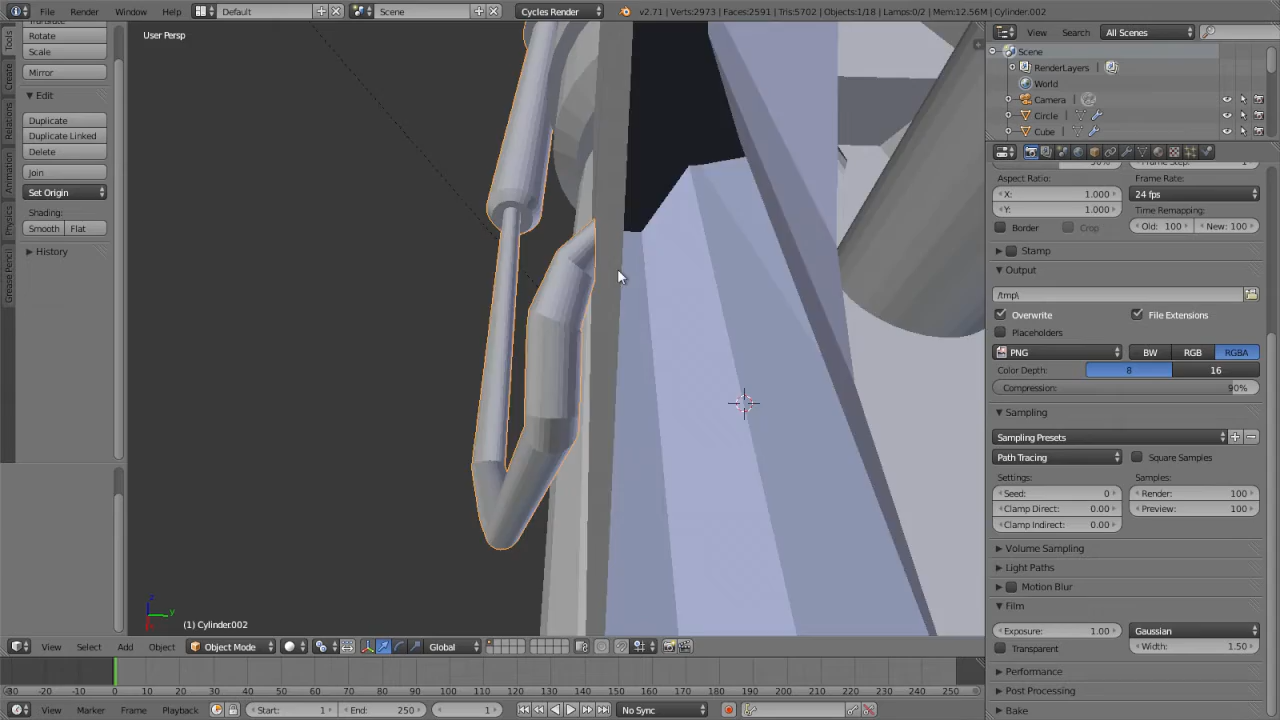 File Render Window Help Default Scene Cycles Render v2.71 | Verts:2973 | Faces:2591 | Tris:5702 | Objects:1/18 | Lamps:0/2 | Mem:12.56M | Cylinder.002
Tools
Create
Relations
Animation
Physics
Grease Pencil
Rotate
Scale
Mirror
Edit
Duplicate
Duplicate Linked
Delete
Join
Set Origin
Shading:
Smooth Flat
History
User Persp
z
y
(1) Cylinder.002
View Search All Scenes
Scene
RenderLayers
World
Camera
Circle
Cube
Aspect Ratio: Frame Rate:
X: 1.000 24 fps
Y: 1.000 Time Remapping:
Border Crop Old: 100 New: 100
Stamp
Output
/tmp\
Overwrite File Extensions
Placeholders
PNG BW RGB RGBA
Color Depth: 8 16
Compression: 90%
Sampling
Sampling Presets
Path Tracing Square Samples
Settings: Samples:
Seed: 0 Render: 100
Clamp Direct: 0.00 Preview: 100
Clamp Indirect: 0.00
Volume Sampling
Light Paths
Motion Blur
Film
Exposure: 1.00 Gaussian
Transparent Width: 1.50
Performance
Post Processing
Bake
View Select Add Object Object Mode Global
-30 -20 -10 0 10 20 30 40 50 60 70 80 90 100 110 120 130 140 150 160 170 180 190 200 210 220 230 240 250
View Marker Frame Playback Start: 1 End: 250 1 No Sync